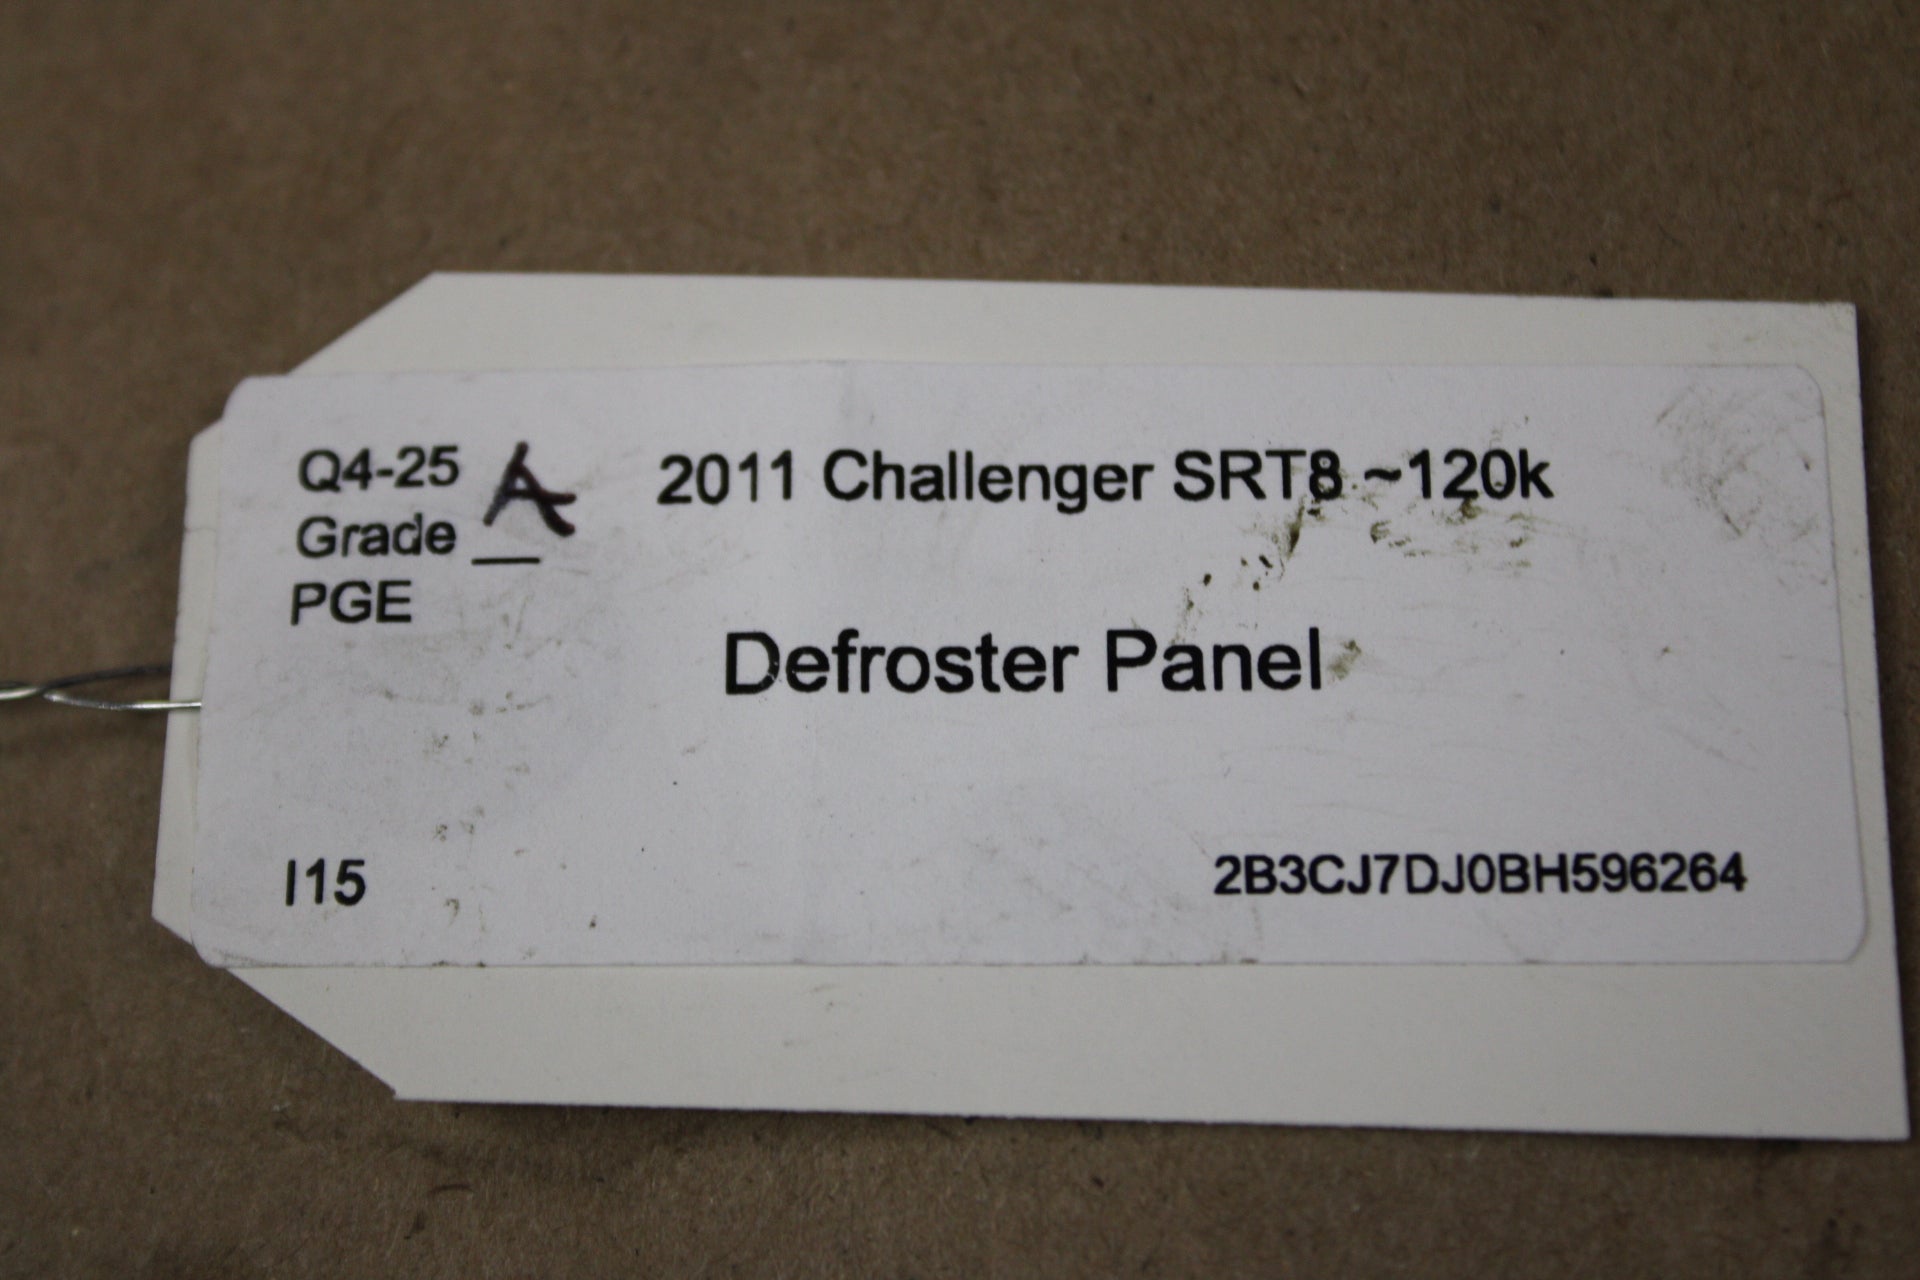 Q4-25
Grade A
PGE
2011 Challenger SRT8 ~120k
Defroster Panel
I15
2B3CJ7DJ0BH596264